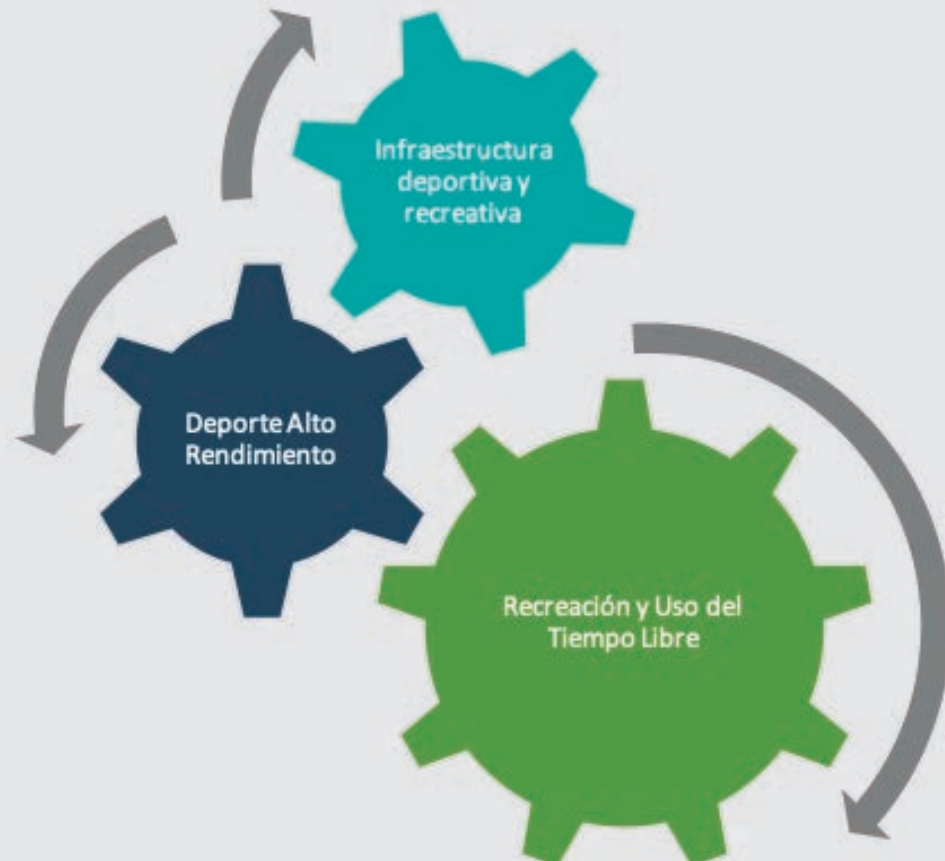 Infraestructura
deportiva y
recreativa
Deporte Alto
Rendimiento
Recreación y Uso del
Tiempo Libre